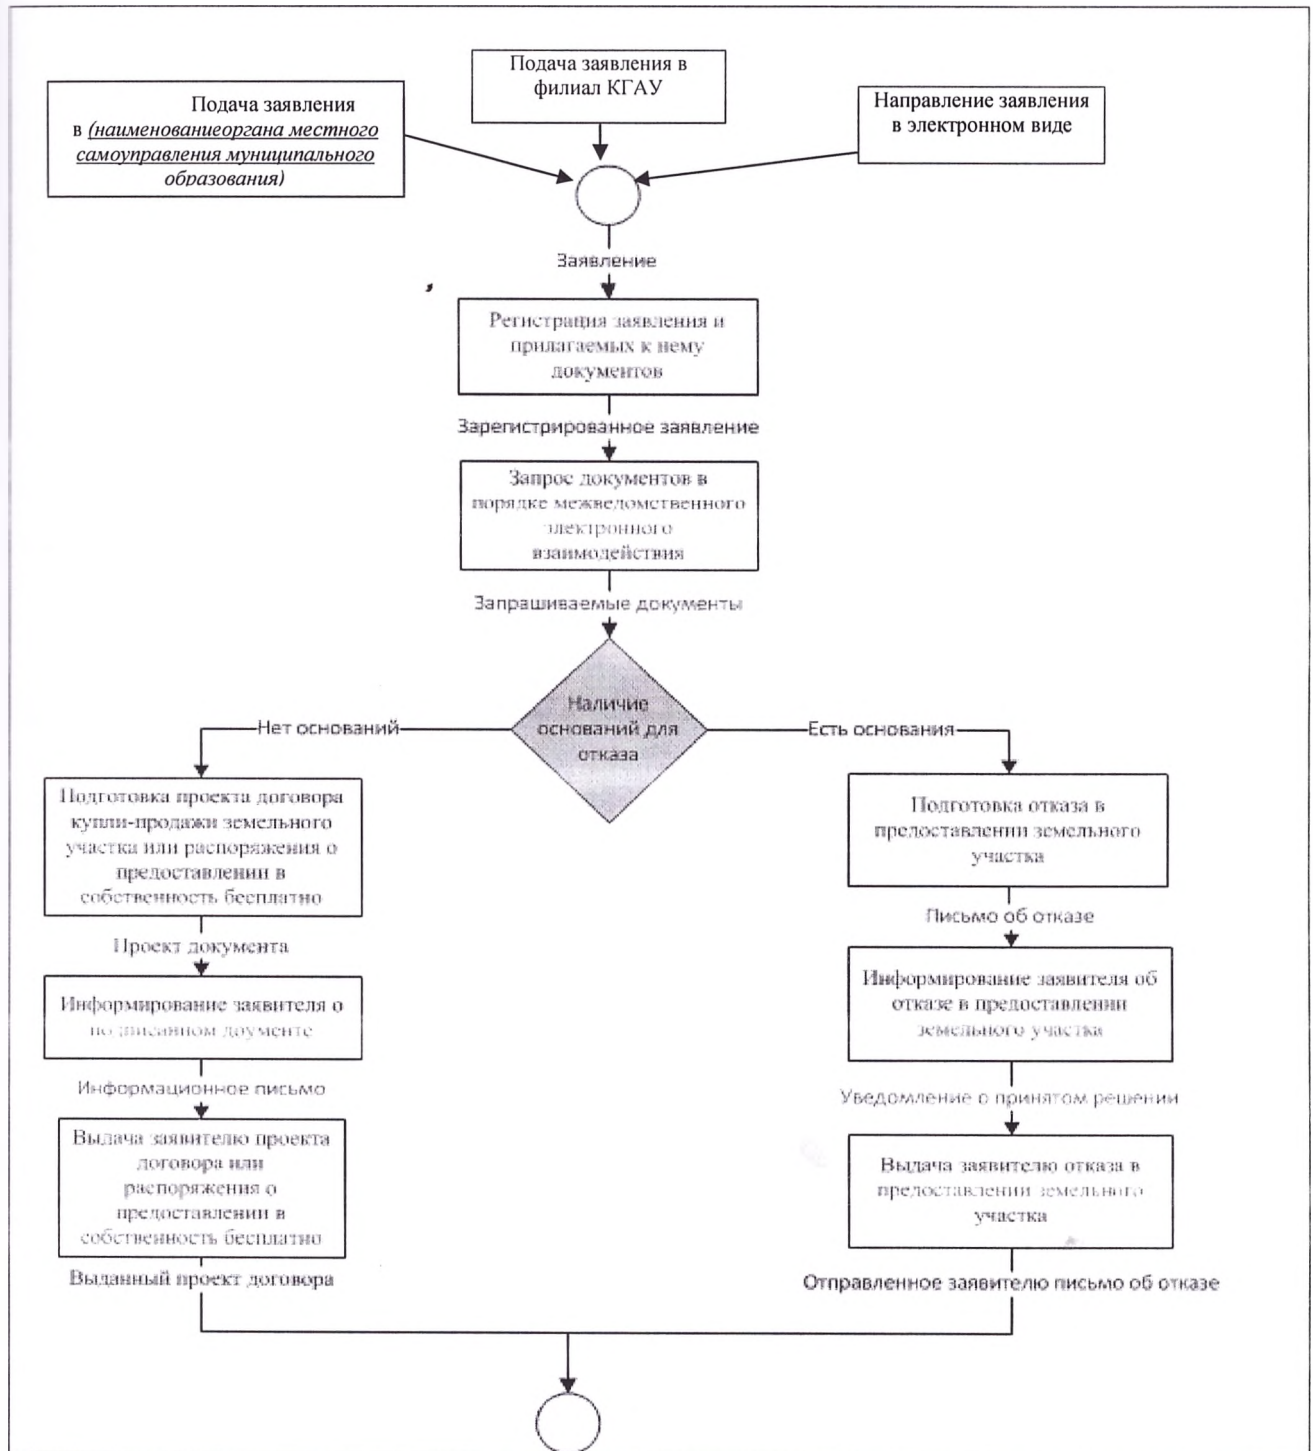 Подача заявления в
филиал КГАУ
Подача заявления
в (наименованиеоргана местного
самоуправления муниципального
образования)
Направление заявления
в электронном виде
Заявление
Регистрация заявления и
прилагаемых к нему
документов
Зарегистрированное заявление
Запрос документов в
порядке межведомственного
электронного
взаимодействия
Запрашиваемые документы
Наличие
оснований для
отказа
Нет оснований
Есть основания
Подготовка проекта договора
купли-продажи земельного
участка или распоряжения о
предоставлении в
собственность бесплатно
Проект документа
Информирование заявителя о
подписанном доументе
Информационное письмо
Выдача заявителю проекта
договора или
распоряжения о
предоставлении в
собственность бесплатно
Выданный проект договора
Подготовка отказа в
предоставлении земельного
участка
Письмо об отказе
Информирование заявителя об
отказе в предоставлении
земельного участка
Уведомление о принятом решении
Выдача заявителю отказа в
предоставлении земельного
участка
Отправленное заявителю письмо об отказе